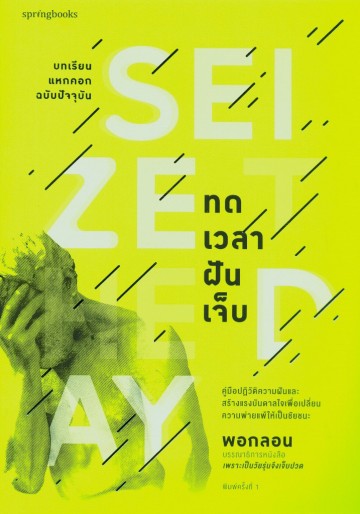 springbooks
บทเรียน
แหกคอก
ฉบับปัจจุบัน
SEI
ZE T
HE D
AY
ทด
เวลา
ฝัน
เจ็บ
คู่มือปฏิวัติความฝันและ
สร้างแรงบันดาลใจเพื่อเปลี่ยน
ความพ่ายแพ้ให้เป็นชัยชนะ
พอกลอน
บรรณาธิการหนังสือ
เพราะเป็นวัยรุ่นจึงเจ็บปวด
พิมพ์ครั้งที่ 1